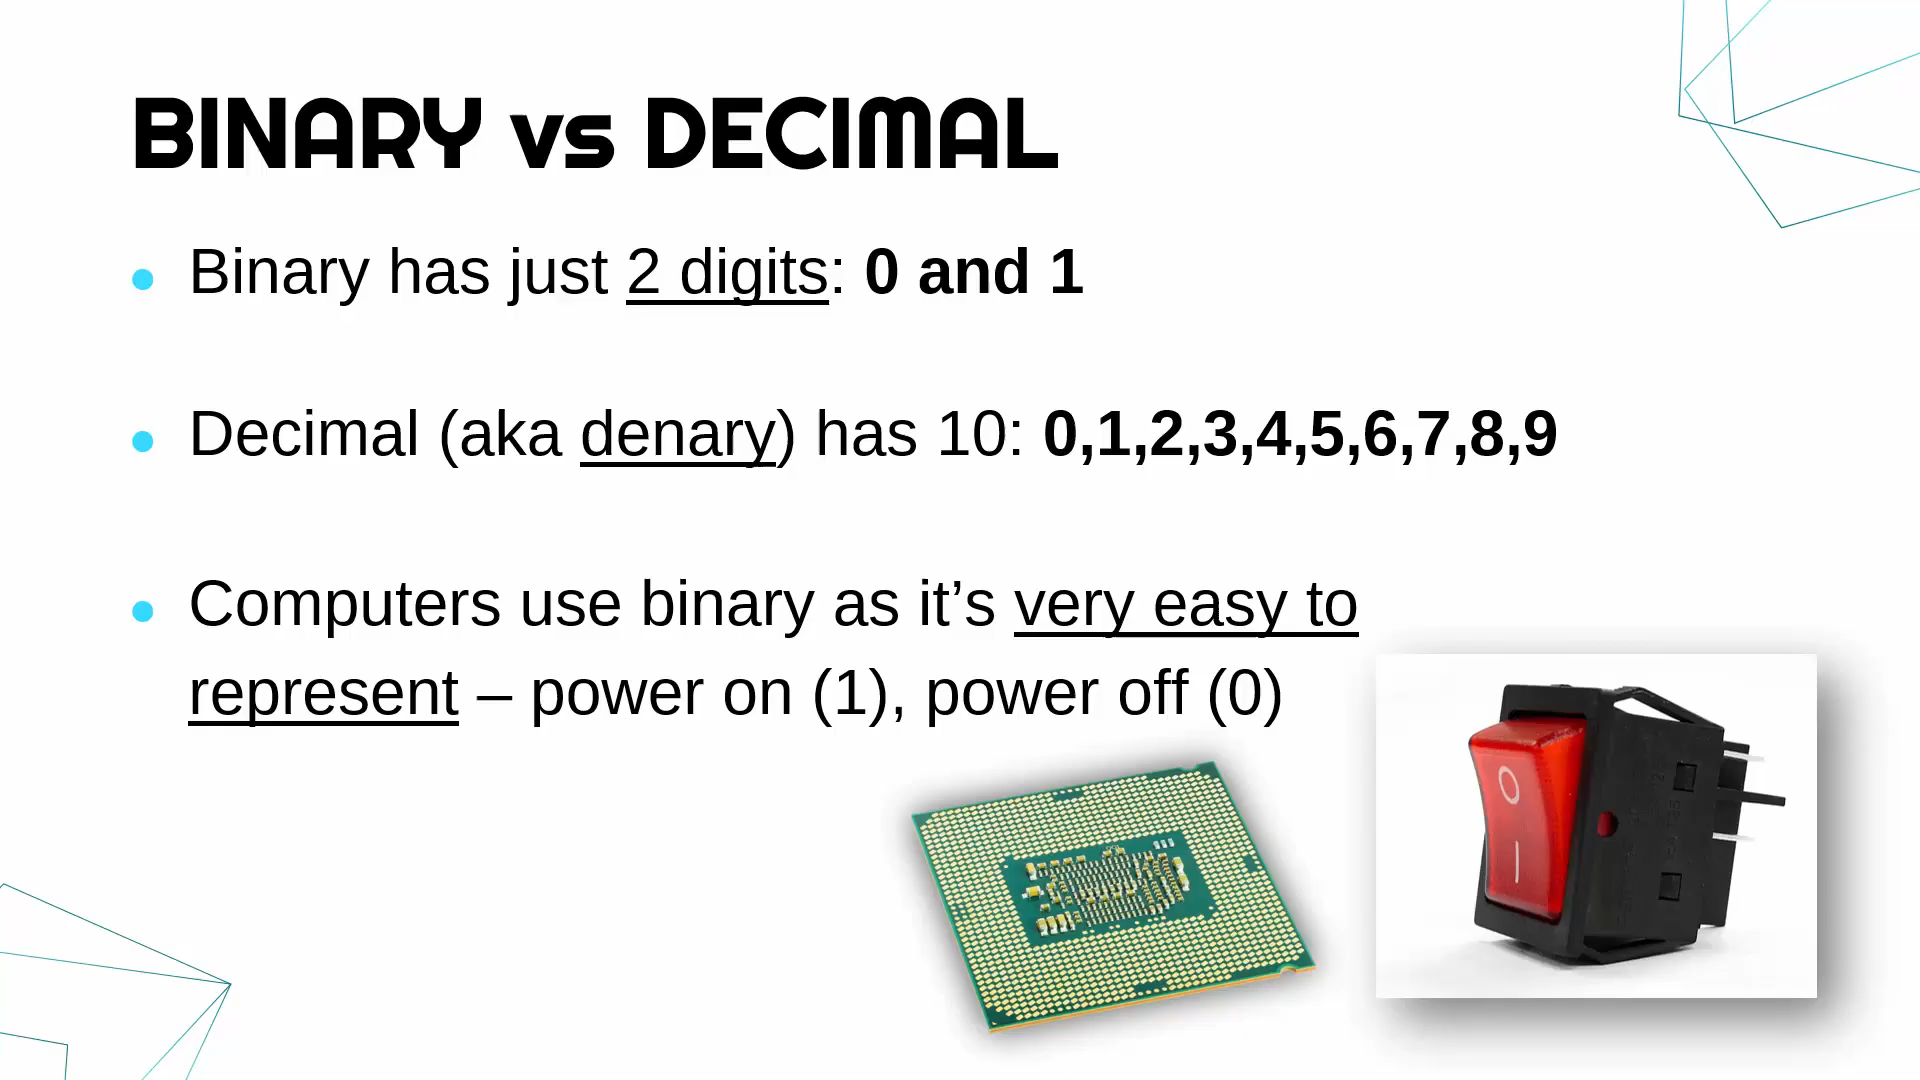 BINARY vs DECIMAL
Binary has just 2 digits: 0 and 1
Decimal (aka denary) has 10: 0,1,2,3,4,5,6,7,8,9
Computers use binary as it’s very easy to
represent – power on (1), power off (0)